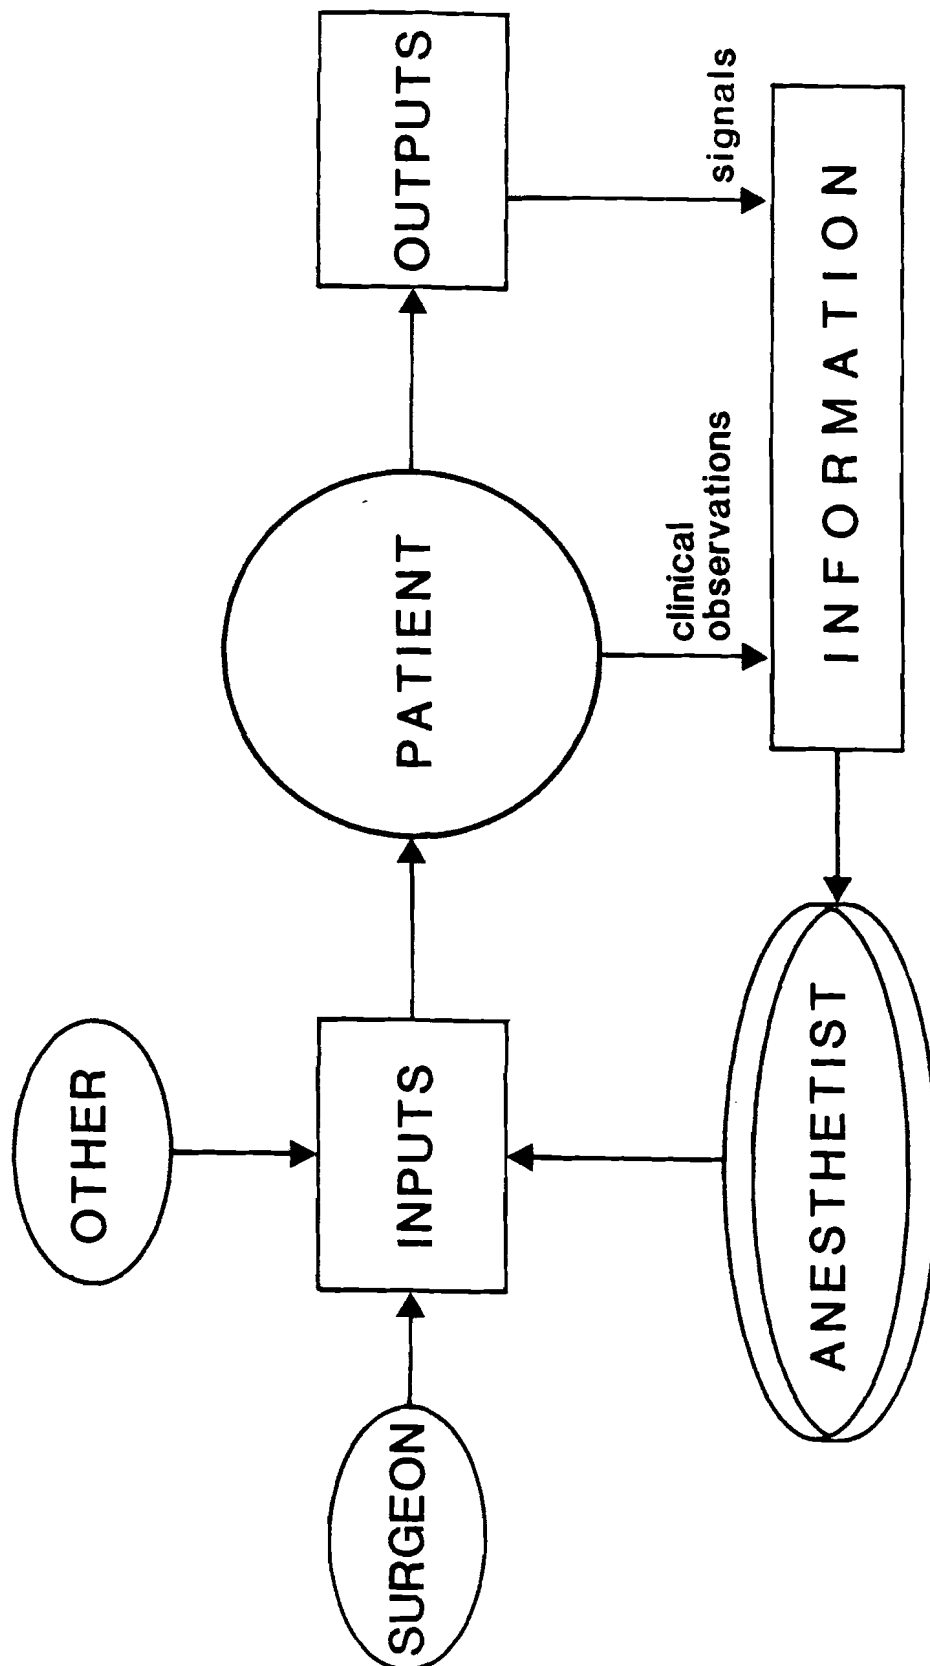 OTHER
SURGEON
INPUTS
PATIENT
OUTPUTS
clinical
observations
signals
ANESTHETIST
INFORMATION